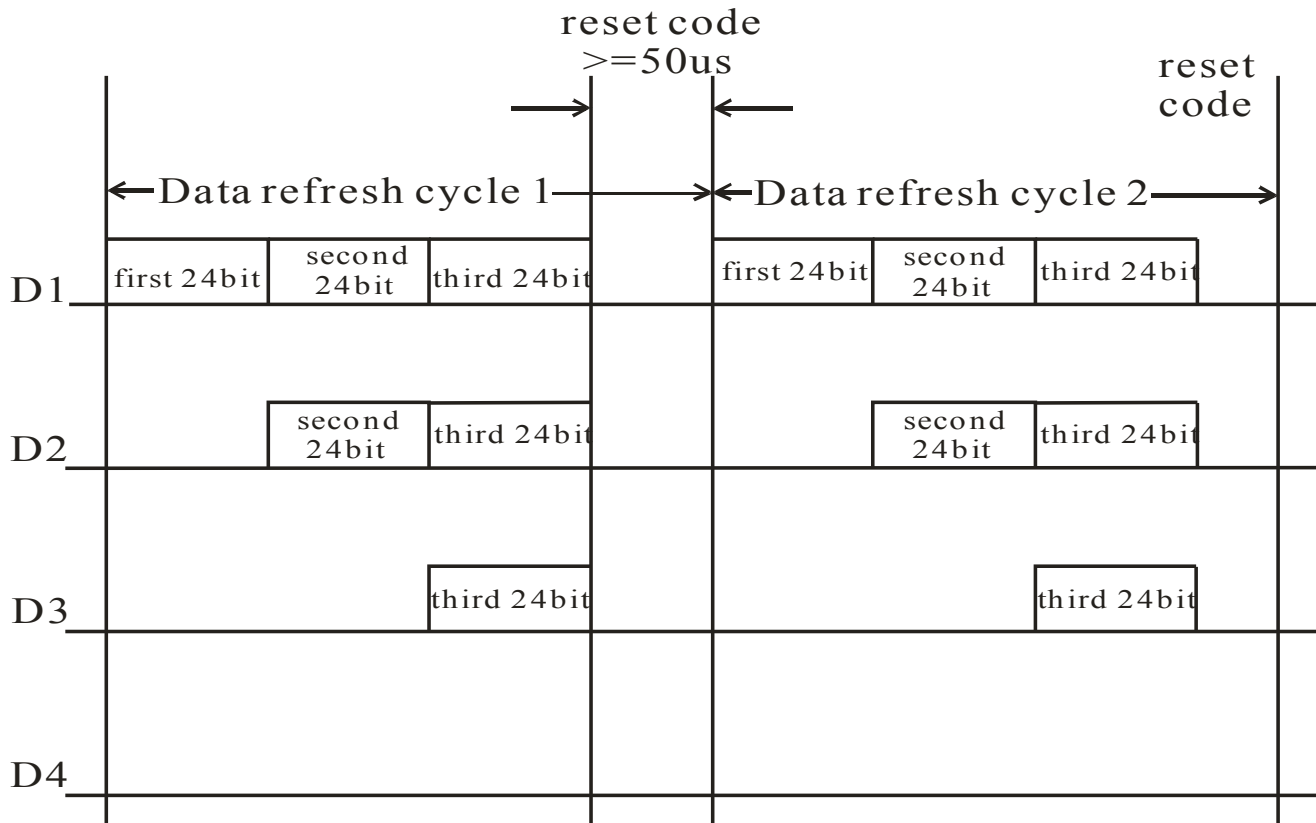 reset code
>=50us
reset
code
Data refresh cycle 1
Data refresh cycle 2
D1
first 24bit
second
24bit
third 24bit
first 24bit
second
24bit
third 24bit
D2
second
24bit
third 24bit
second
24bit
third 24bit
D3
third 24bit
third 24bit
D4